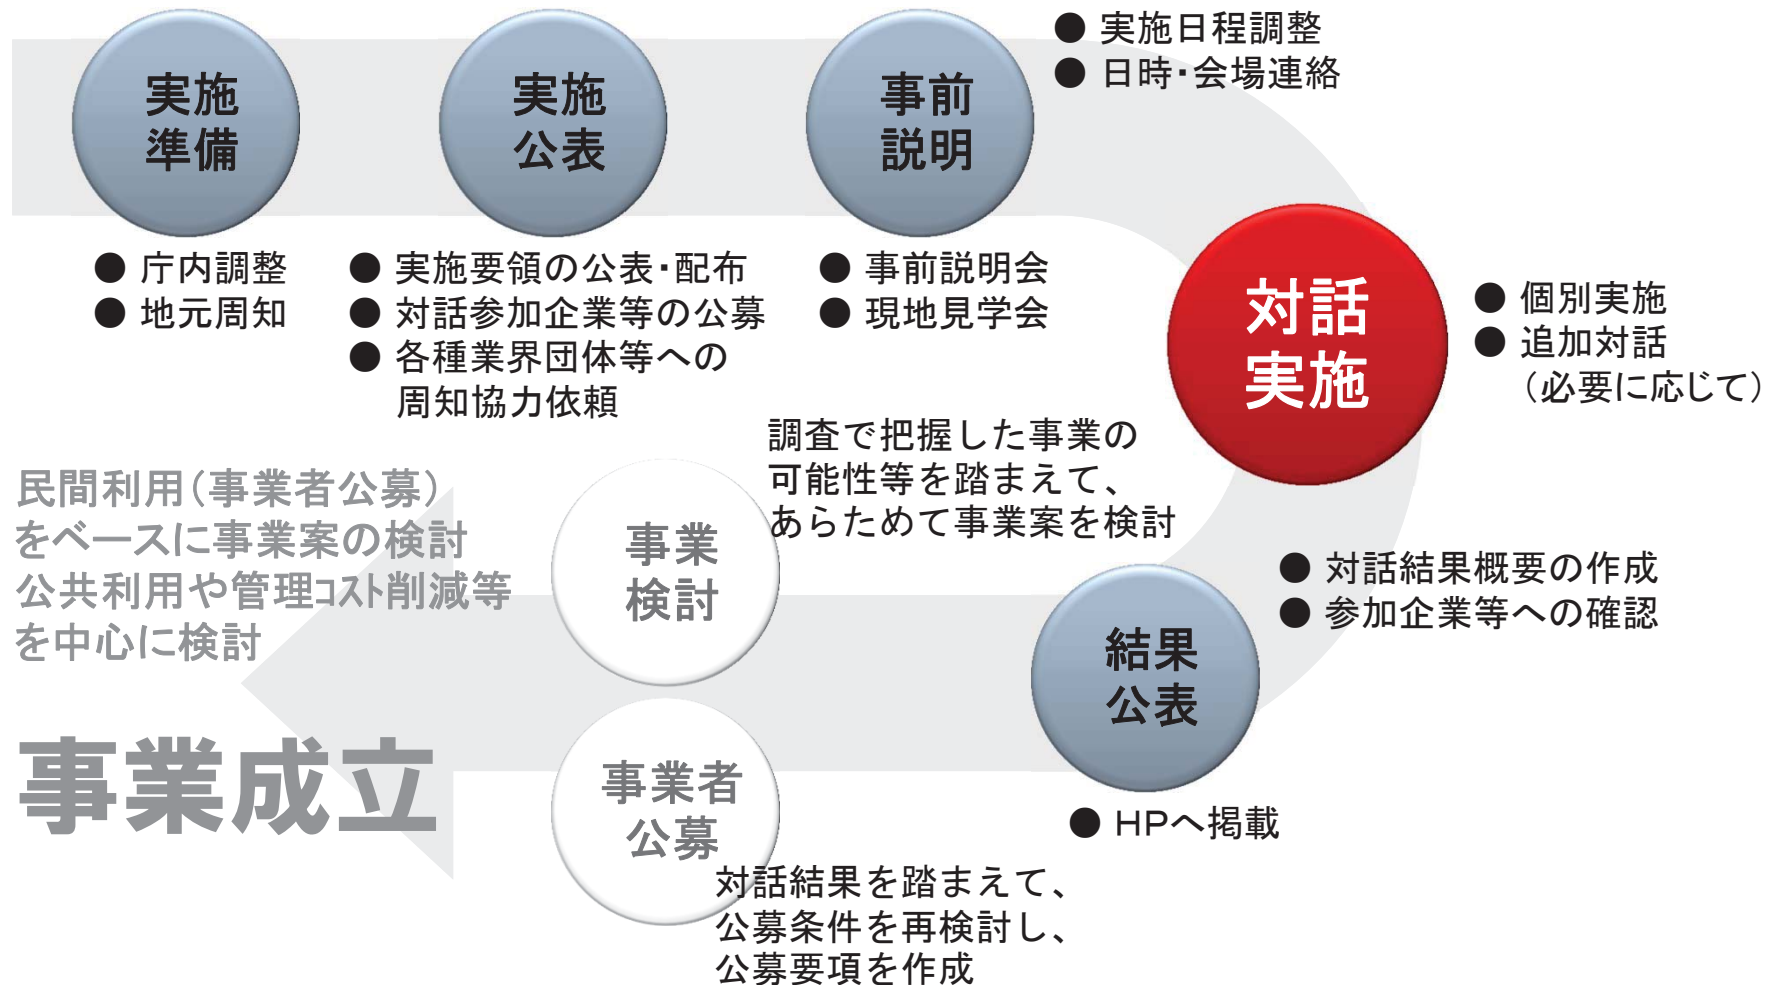 実施
準備
● 庁内調整
● 地元周知
実施
公表
● 実施要領の公表・配布
● 対話参加企業等の公募
● 各種業界団体等への
周知協力依頼
事前
説明
● 事前説明会
● 現地見学会
● 実施日程調整
● 日時・会場連絡
対話
実施
● 個別実施
● 追加対話
(必要に応じて)
● 対話結果概要の作成
● 参加企業等への確認
結果
公表
● HPへ掲載
調査で把握した事業の
可能性等を踏まえて、
あらためて事業案を検討
事業
検討
事業者
公募
対話結果を踏まえて、
公募条件を再検討し、
公募要項を作成
民間利用(事業者公募)
をベースに事業案の検討
公共利用や管理コスト削減等
を中心に検討
事業成立